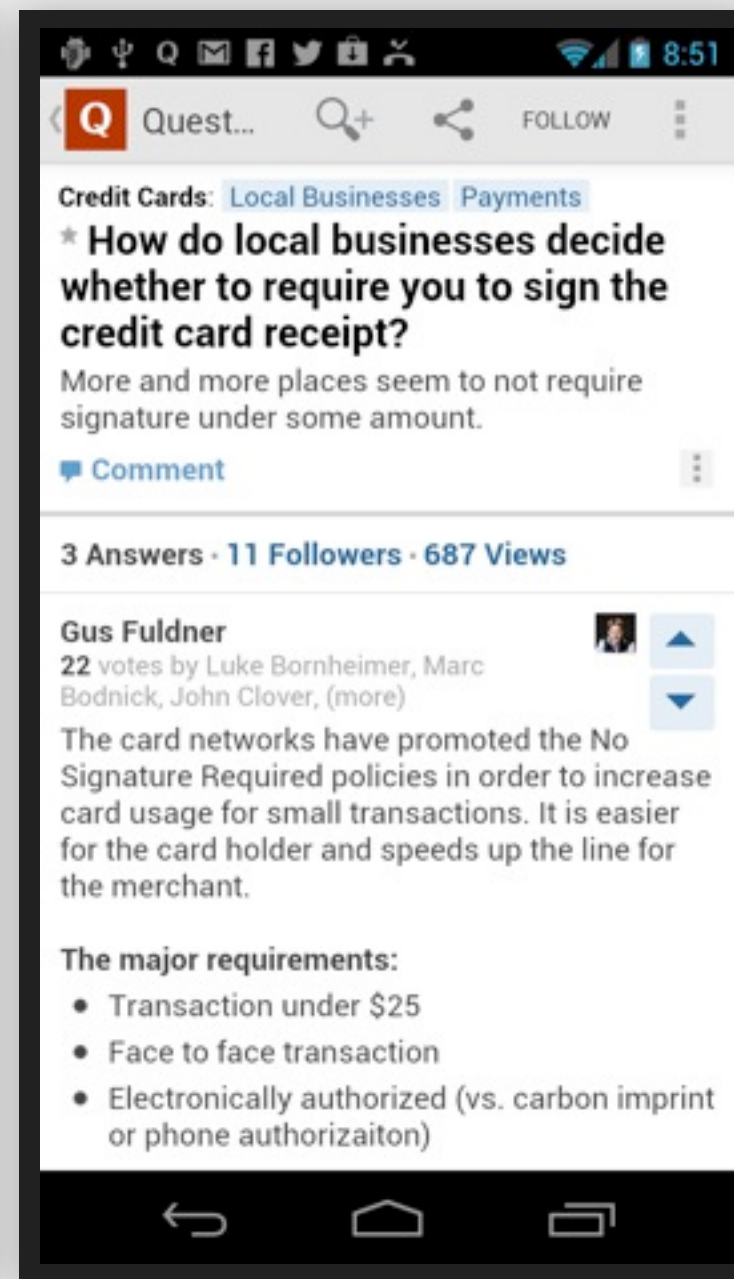 Q 8:51
Q Quest... FOLLOW
Credit Cards: Local Businesses Payments
* How do local businesses decide
whether to require you to sign the
credit card receipt?
More and more places seem to not require
signature under some amount.
Comment
3 Answers · 11 Followers · 687 Views
Gus Fuldner
22 votes by Luke Bornheimer, Marc
Bodnick, John Clover, (more)
The card networks have promoted the No
Signature Required policies in order to increase
card usage for small transactions. It is easier
for the card holder and speeds up the line for
the merchant.
The major requirements:
• Transaction under $25
• Face to face transaction
• Electronically authorized (vs. carbon imprint
or phone authorizaiton)